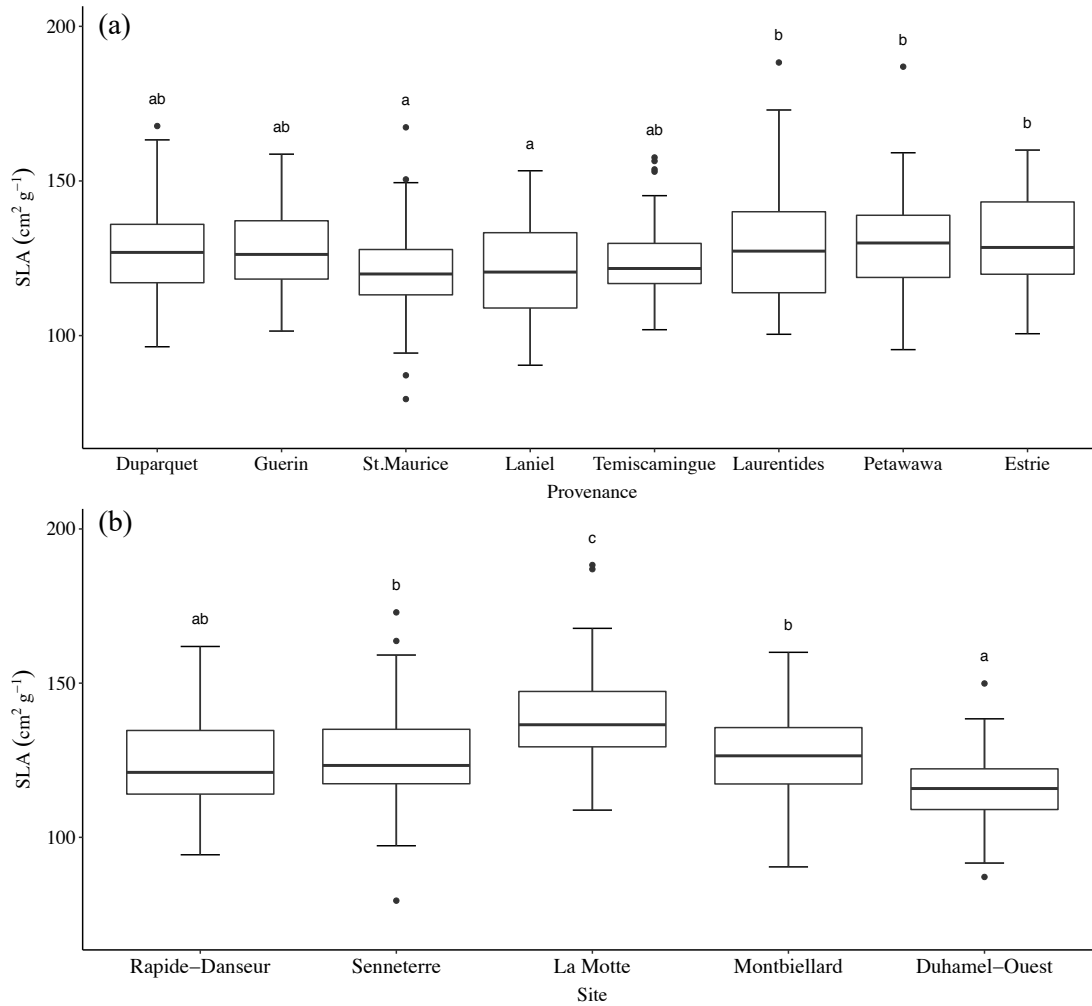 (a)
200
150
100
SLA (cm² g⁻¹)
ab ab a a ab b b b
Duparquet Guerin St.Maurice Laniel Temiscamingue Laurentides Petawawa Estrie
Provenance
(b)
200
150
100
SLA (cm² g⁻¹)
ab b c b a
Rapide−Danseur Senneterre La Motte Montbiellard Duhamel−Ouest
Site